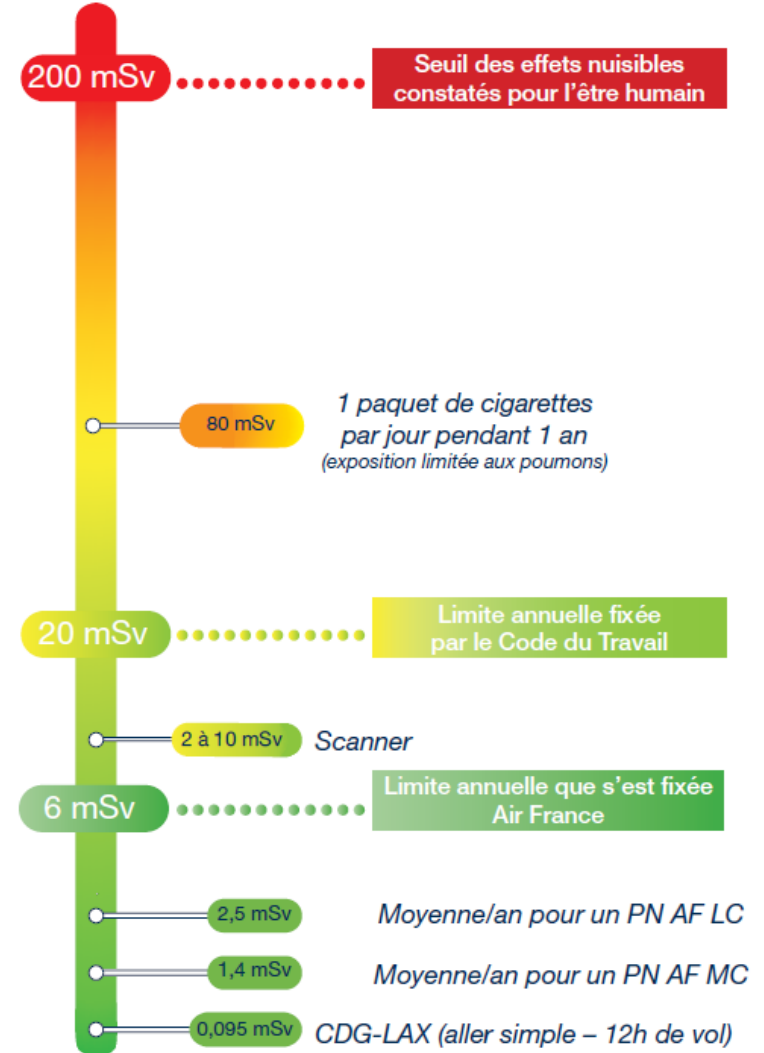 200 mSv
Seuil des effets nuisibles
constatés pour l'être humain
80 mSv
1 paquet de cigarettes
par jour pendant 1 an
(exposition limitée aux poumons)
20 mSv
Limite annuelle fixée
par le Code du Travail
2 à 10 mSv
Scanner
6 mSv
Limite annuelle que s'est fixée
Air France
2,5 mSv
Moyenne/an pour un PN AF LC
1,4 mSv
Moyenne/an pour un PN AF MC
0,095 mSv
CDG-LAX (aller simple – 12h de vol)